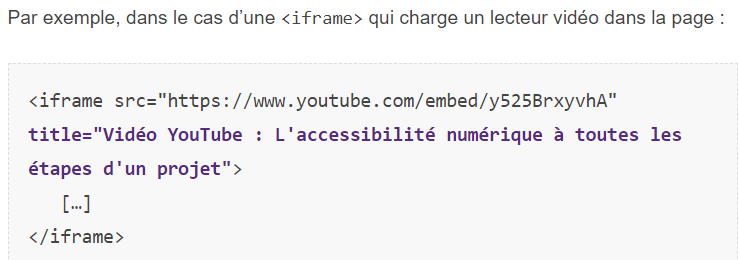 Par exemple, dans le cas d’une <iframe> qui charge un lecteur vidéo dans la page :
<iframe src="https://www.youtube.com/embed/y525BrxyvhA"
title="Vidéo YouTube : L'accessibilité numérique à toutes les
étapes d'un projet">
[…]
</iframe>